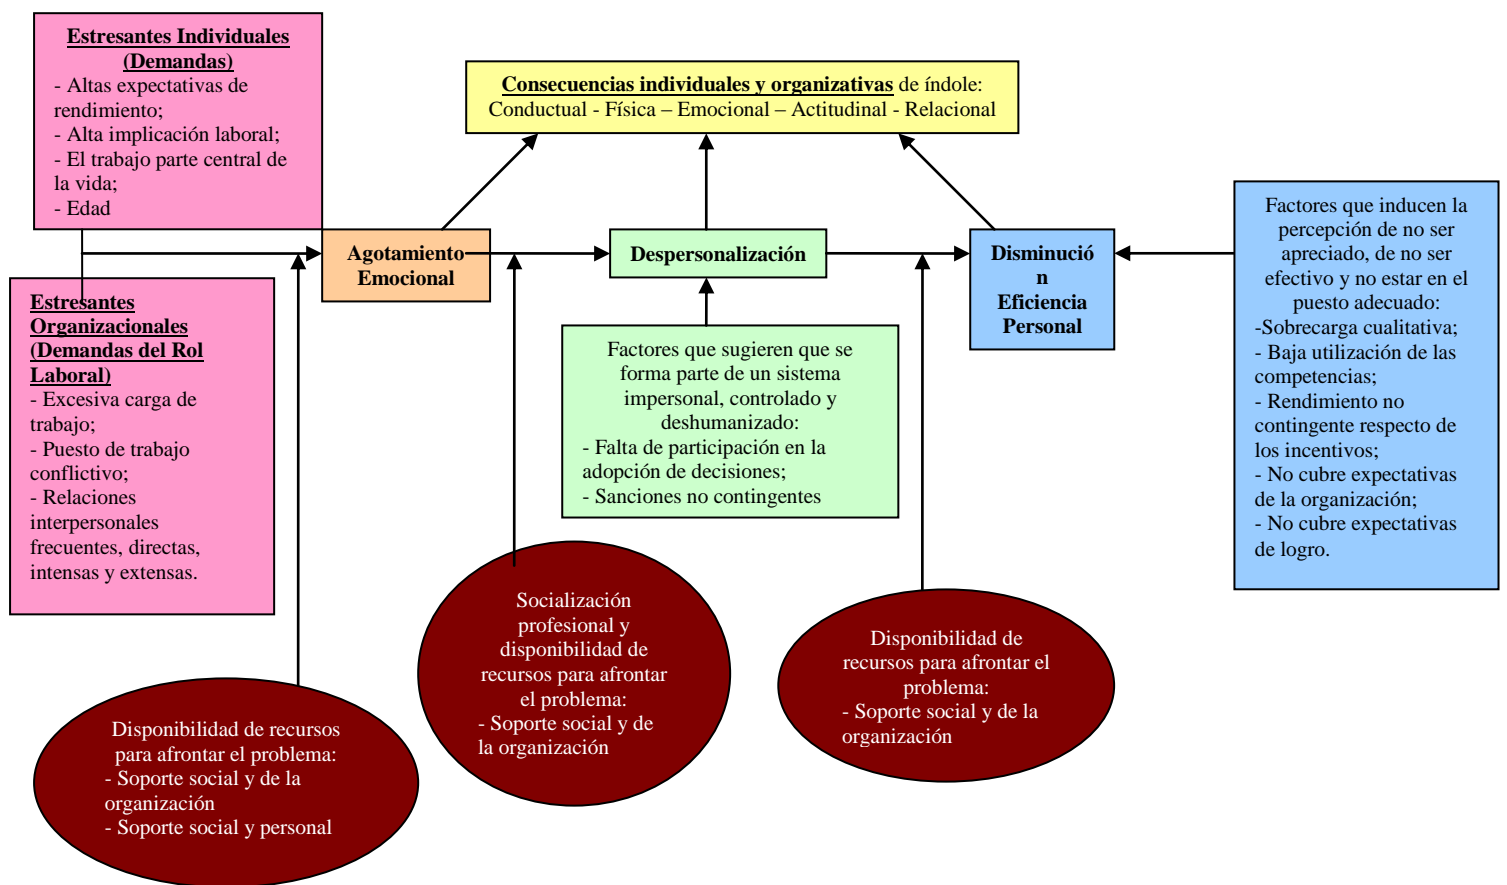 Estresantes Individuales
(Demandas)
- Altas expectativas de
rendimiento;
- Alta implicación laboral;
- El trabajo parte central de
la vida;
- Edad
Consecuencias individuales y organizativas de índole:
Conductual - Física – Emocional – Actitudinal - Relacional
Agotamiento
Emocional
Despersonalización
Disminució
n
Eficiencia
Personal
Factores que inducen la
percepción de no ser
apreciado, de no ser
efectivo y no estar en el
puesto adecuado:
-Sobrecarga cualitativa;
- Baja utilización de las
competencias;
- Rendimiento no
contingente respecto de
los incentivos;
- No cubre expectativas
de la organización;
- No cubre expectativas
de logro.
Estresantes
Organizacionales
(Demandas del Rol
Laboral)
- Excesiva carga de
trabajo;
- Puesto de trabajo
conflictivo;
- Relaciones
interpersonales
frecuentes, directas,
intensas y extensas.
Factores que sugieren que se
forma parte de un sistema
impersonal, controlado y
deshumanizado:
- Falta de participación en la
adopción de decisiones;
- Sanciones no contingentes
Disponibilidad de recursos
para afrontar el problema:
- Soporte social y de la
organización
- Soporte social y personal
Socialización
profesional y
disponibilidad de
recursos para afrontar
el problema:
- Soporte social y de
la organización
Disponibilidad de
recursos para afrontar el
problema:
- Soporte social y de la
organización